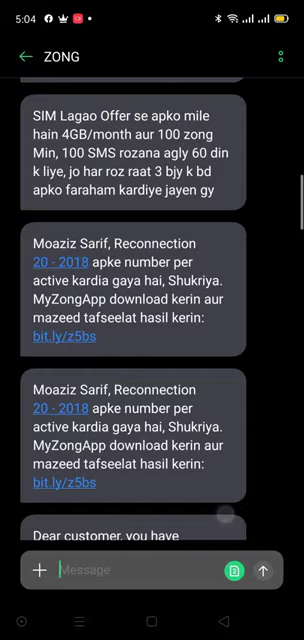 5:04
ZONG
SIM Lagao Offer se apko mile
hain 4GB/month aur 100 zong
Min, 100 SMS rozana agly 60 din
k liye, jo har roz raat 3 bjy k bd
apko faraham kardiye jayen gy
Moaziz Sarif, Reconnection
20 - 2018 apke number per
active kardia gaya hai, Shukriya.
MyZongApp download kerin aur
mazeed tafseelat hasil kerin:
bit.ly/z5bs
Moaziz Sarif, Reconnection
20 - 2018 apke number per
active kardia gaya hai, Shukriya.
MyZongApp download kerin aur
mazeed tafseelat hasil kerin:
bit.ly/z5bs
Dear customer, you have
Message
2